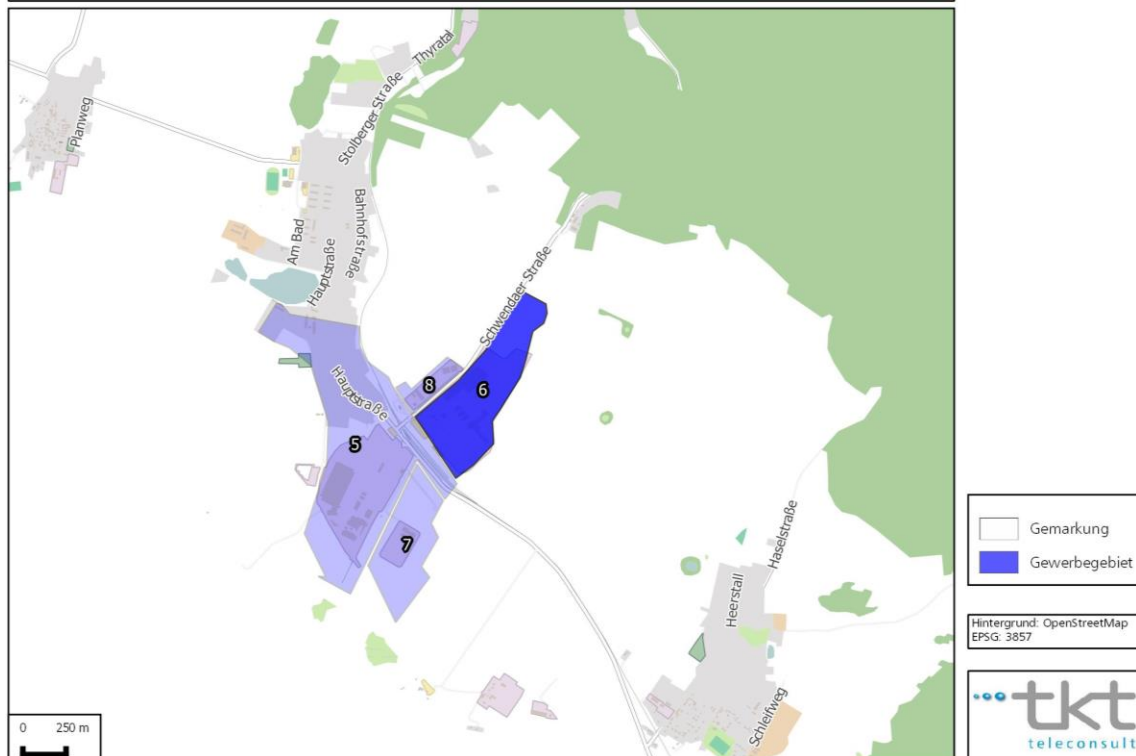 Thyratal
Stolberger Straße
Planweg
Bahnhofstraße
Am Bad
Hauptstraße
Schwendaer Straße
Hauptstraße
8
6
5
7
Haselstraße
Heerstall
Schleifweg
0 250 m
Gemarkung
Gewerbegebiet
Hintergrund: OpenStreetMap
EPSG: 3857
tkt
teleconsult